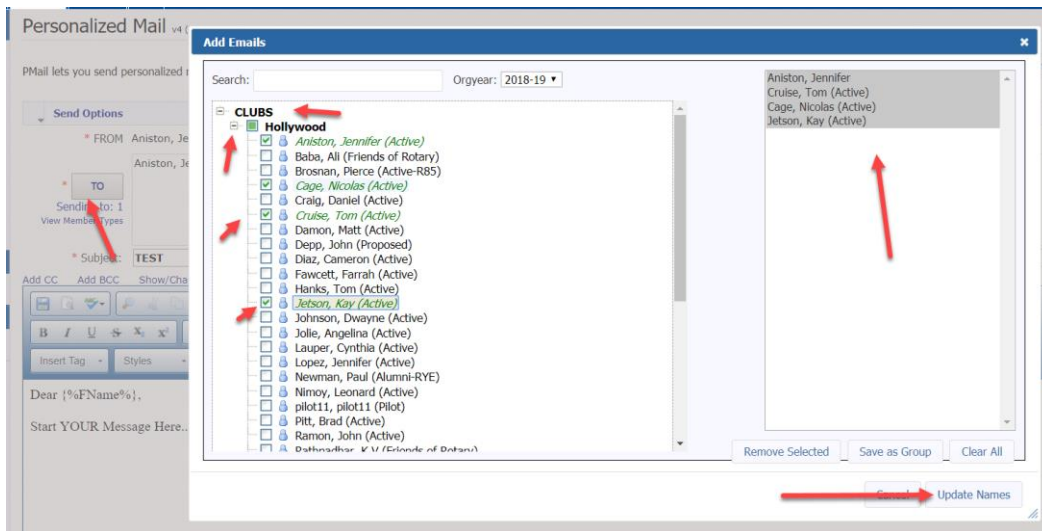 Personalized Mail v4 (
PMail lets you send personalized
Send Options
* FROM Aniston, Je
Aniston, Je
* TO
Sending to: 1
View Member Types
* Subject: TEST
Add CC Add BCC Show/Cha
B I U S X₂ X²
Insert Tag Styles
Dear {%FName%},
Start YOUR Message Here..
Add Emails
Search: Orgyear: 2018-19
CLUBS
Hollywood
Aniston, Jennifer (Active)
Baba, Ali (Friends of Rotary)
Brosnan, Pierce (Active-R85)
Cage, Nicolas (Active)
Craig, Daniel (Active)
Cruise, Tom (Active)
Damon, Matt (Active)
Depp, John (Proposed)
Diaz, Cameron (Active)
Fawcett, Farrah (Active)
Hanks, Tom (Active)
Jetson, Kay (Active)
Johnson, Dwayne (Active)
Jolie, Angelina (Active)
Lauper, Cynthia (Active)
Lopez, Jennifer (Active)
Newman, Paul (Alumni-RYE)
Nimoy, Leonard (Active)
pilot11, pilot11 (Pilot)
Pitt, Brad (Active)
Ramon, John (Active)
Rathnadhar, K.V (Friends of Rotary)
Aniston, Jennifer
Cruise, Tom (Active)
Cage, Nicolas (Active)
Jetson, Kay (Active)
Remove Selected Save as Group Clear All
Cancel Update Names